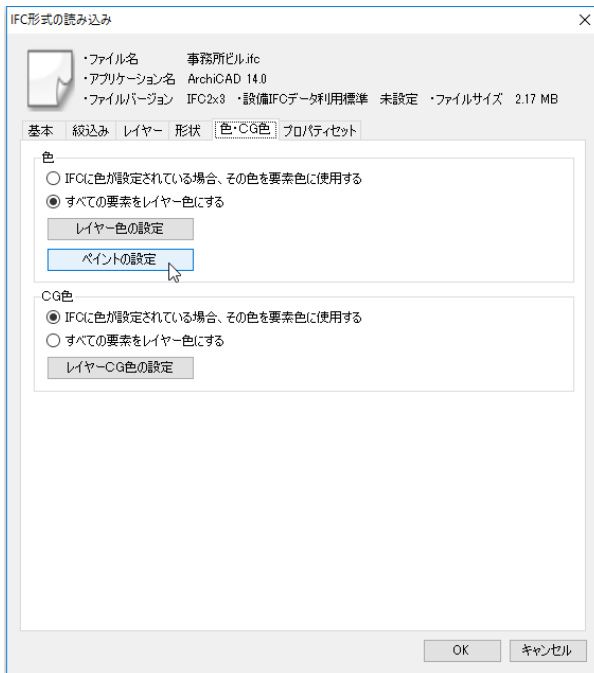 IFC形式の読み込み
・ファイル名 事務所ビル.ifc
・アプリケーション名 ArchiCAD 14.0
・ファイルバージョン IFC2x3 ・設備IFCデータ利用標準 未設定 ・ファイルサイズ 2.17 MB
基本 絞込み レイヤー 形状 色・CG色 プロパティセット
色
IFCに色が設定されている場合、その色を要素色に使用する
すべての要素をレイヤー色にする
レイヤー色の設定
ペイントの設定
CG色
IFCに色が設定されている場合、その色を要素色に使用する
すべての要素をレイヤー色にする
レイヤーCG色の設定
OK キャンセル